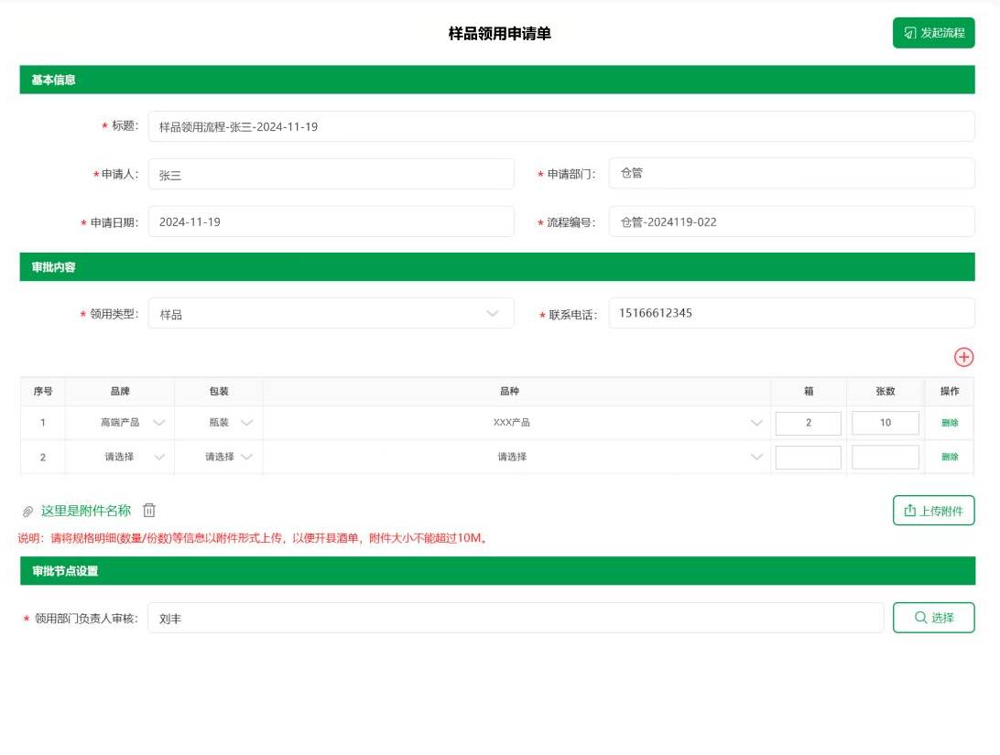 样品领用申请单
发起流程
基本信息
* 标题： 样品领用流程-张三-2024-11-19
* 申请人： 张三 * 申请部门： 仓管
* 申请日期： 2024-11-19 * 流程编号： 仓管-2024119-022
审批内容
* 领用类型： 样品 * 联系电话： 15166612345
序号 品牌 包装 品种 箱 张数 操作
1 高端产品 瓶装 XXX产品 2 10 删除
2 请选择 请选择 请选择 删除
这里是附件名称 上传附件
说明：请将规格明细(数量/份数)等信息以附件形式上传，以便开县酒单，附件大小不能超过10M。
审批节点设置
* 领用部门负责人审核： 刘丰 选择